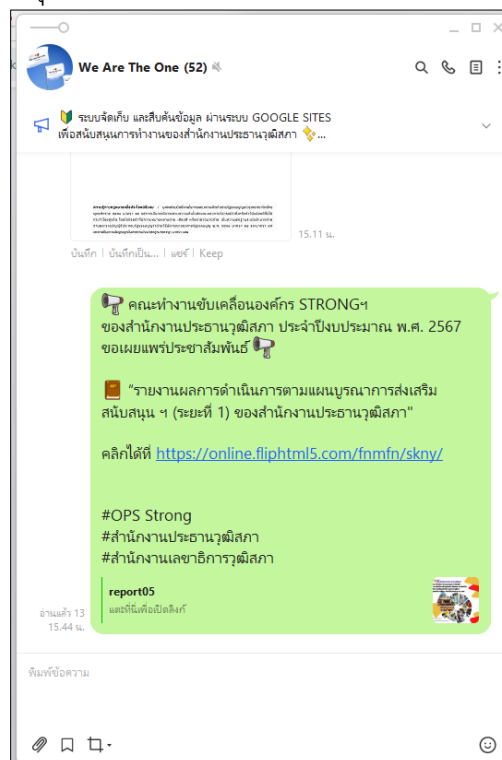 We Are The One (52)
ระบบจัดเก็บ และสืบค้นข้อมูล ผ่านระบบ GOOGLE SITES
เพื่อสนับสนุนการทำงานของสำนักงานประธานวุฒิสภา ✨...
15.11 น.
บันทึก | บันทึกเป็น... | แชร์ | Keep
คณะทำงานขับเคลื่อนองค์กร STRONGฯ
ของสำนักงานประธานวุฒิสภา ประจำปีงบประมาณ พ.ศ. 2567
ขอเผยแพร่ประชาสัมพันธ์
“รายงานผลการดำเนินการตามแผนบูรณาการส่งเสริม
สนับสนุน ฯ (ระยะที่ 1) ของสำนักงานประธานวุฒิสภา"
คลิกได้ที่ https://online.fliphtml5.com/fnmfn/skny/
#OPS Strong
#สำนักงานประธานวุฒิสภา
#สำนักงานเลขาธิการวุฒิสภา
report05
แตะที่นี่เพื่อเปิดลิงก์
อ่านแล้ว 13
15.44 น.
พิมพ์ข้อความ